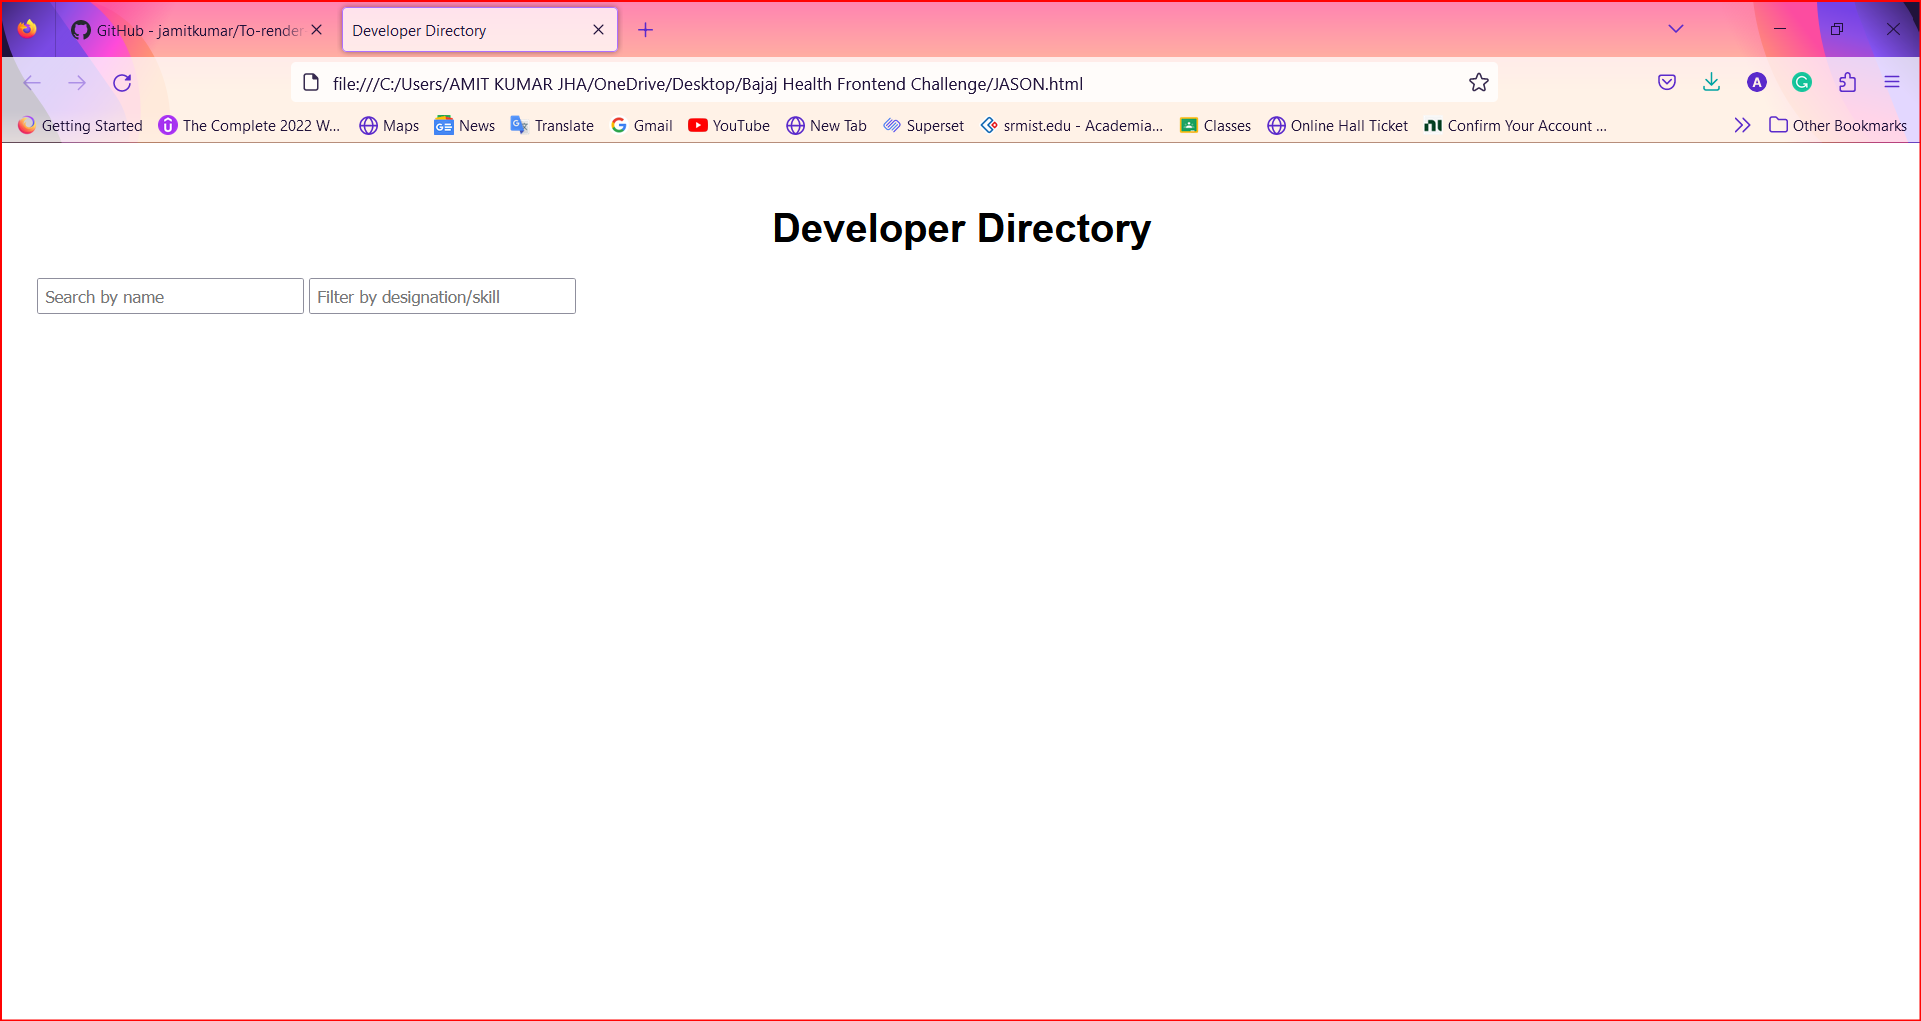 GitHub - jamitkumar/To-render
Developer Directory
file:///C:/Users/AMIT KUMAR JHA/OneDrive/Desktop/Bajaj Health Frontend Challenge/JASON.html
A
Getting Started
The Complete 2022 W...
Maps
GE News
Translate
Gmail
YouTube
New Tab
Superset
srmist.edu - Academia...
Classes
Online Hall Ticket
Confirm Your Account ...
Other Bookmarks
Developer Directory
Search by name
Filter by designation/skill